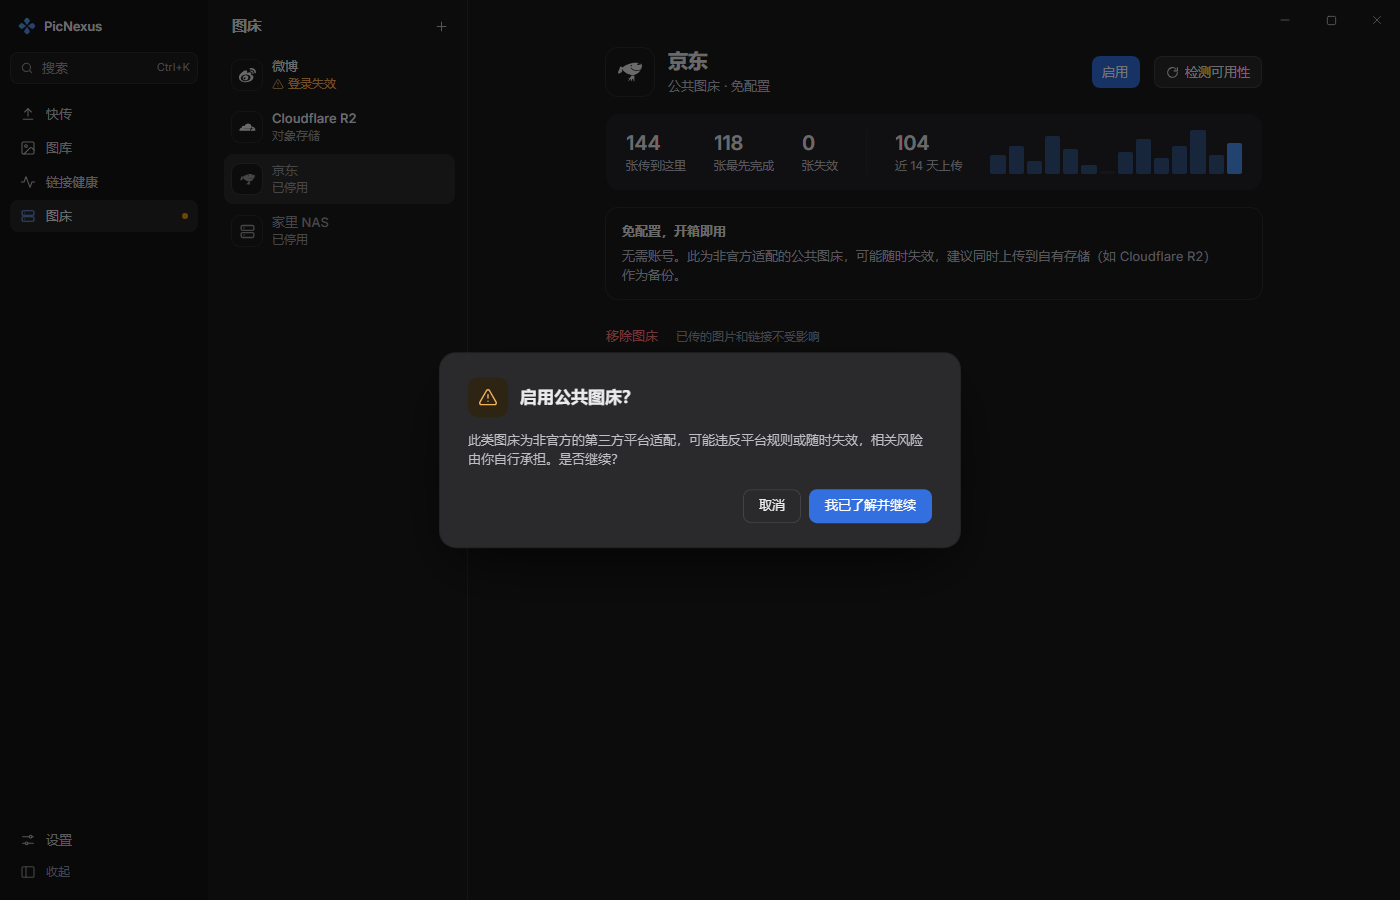 PicNexus
搜索 Ctrl+K
快传
图库
链接健康
图床
设置
收起
图床
微博
登录失效
Cloudflare R2
对象存储
京东
已停用
家里 NAS
已停用
京东
公共图床 · 免配置
启用
检测可用性
144
张传到这里
118
张最先完成
0
张失效
104
近 14 天上传
免配置，开箱即用
无需账号。此为非官方适配的公共图床，可能随时失效，建议同时上传到自有存储（如 Cloudflare R2）
作为备份。
移除图床 已传的图片和链接不受影响
启用公共图床?
此类图床为非官方的第三方平台适配，可能违反平台规则或随时失效，相关风险
由你自行承担。是否继续?
取消
我已了解并继续